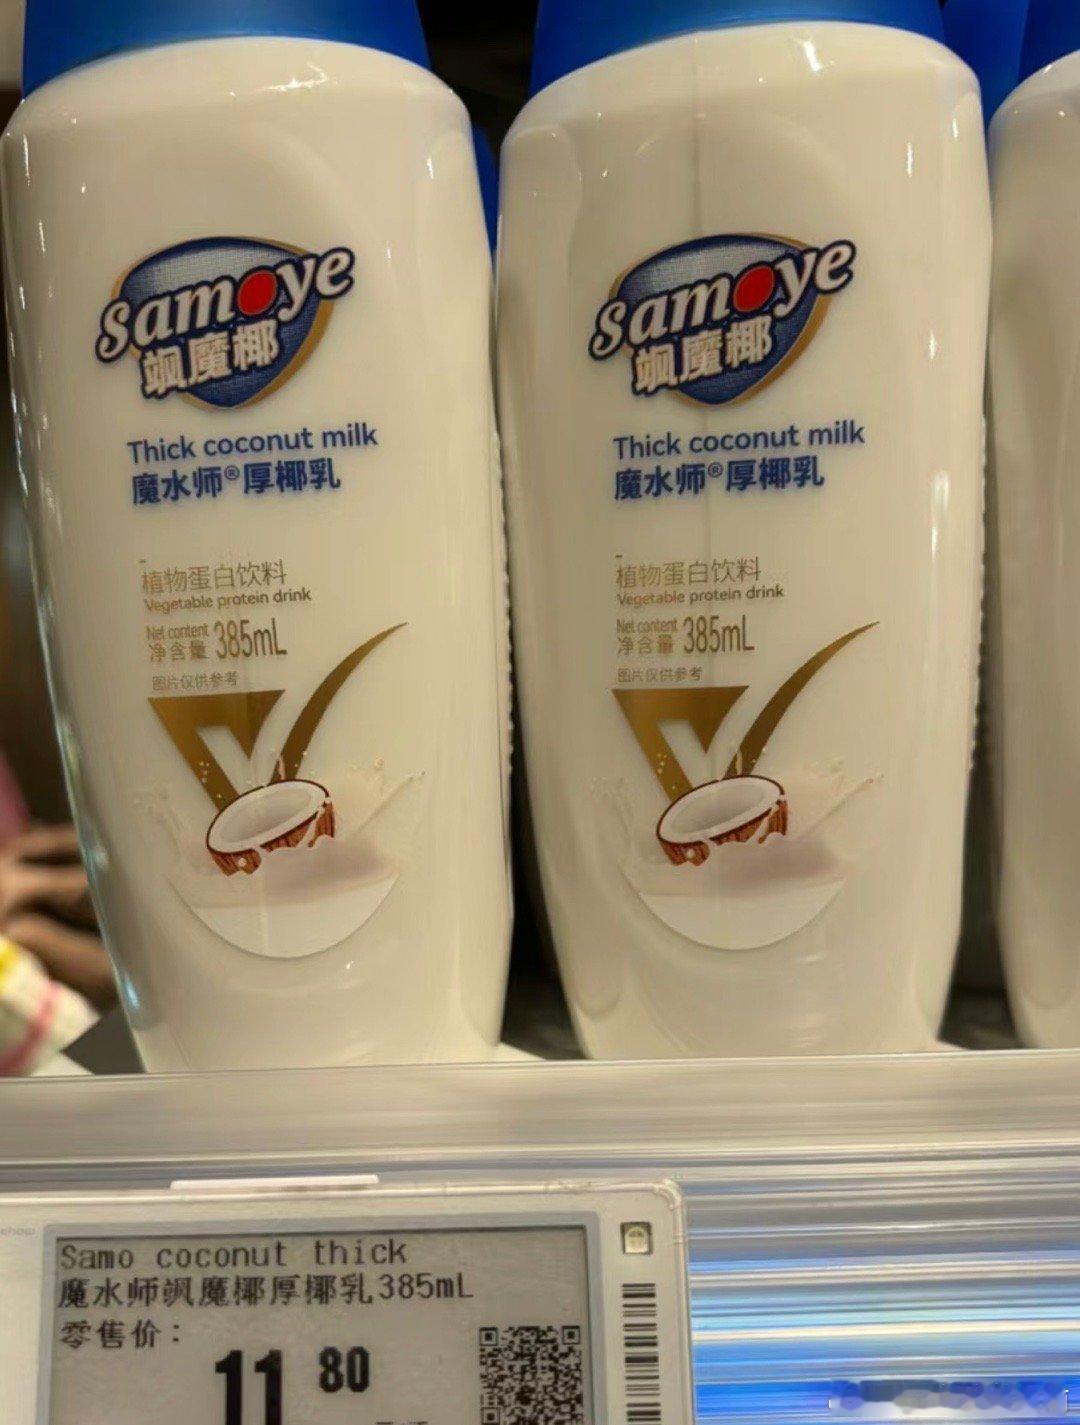 samoye
飒魔椰
Thick coconut milk
魔水师®厚椰乳
植物蛋白饮料
Vegetable protein drink
Net content
净含量 385mL
图片仅供参考
samoye
飒魔椰
Thick coconut milk
魔水师®厚椰乳
植物蛋白饮料
Vegetable protein drink
Net content
净含量 385mL
图片仅供参考
Samo coconut thick
魔水师飒魔椰厚椰乳385mL
零售价：
11 80